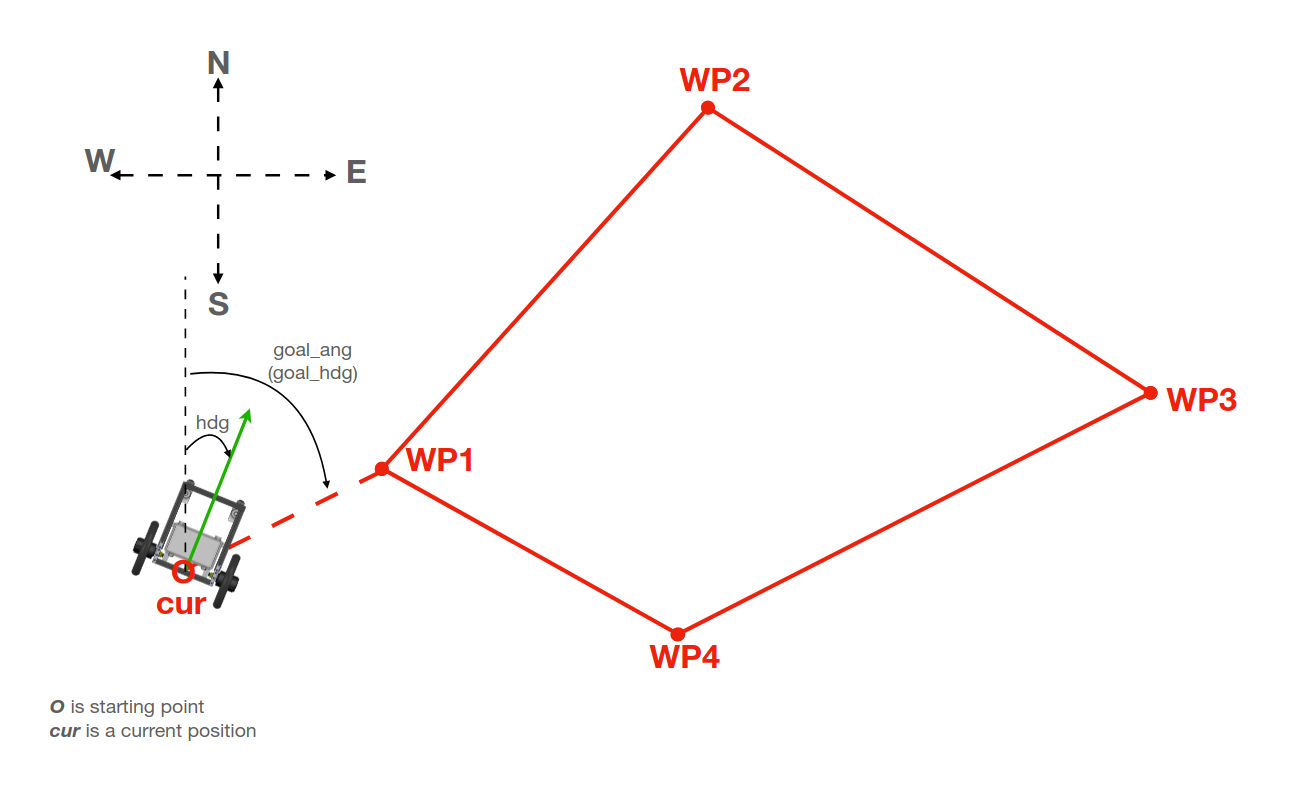 N
WP2
W
E
S
goal_ang
(goal_hdg)
hdg
WP3
WP1
O
cur
WP4
O is starting point
cur is a current position